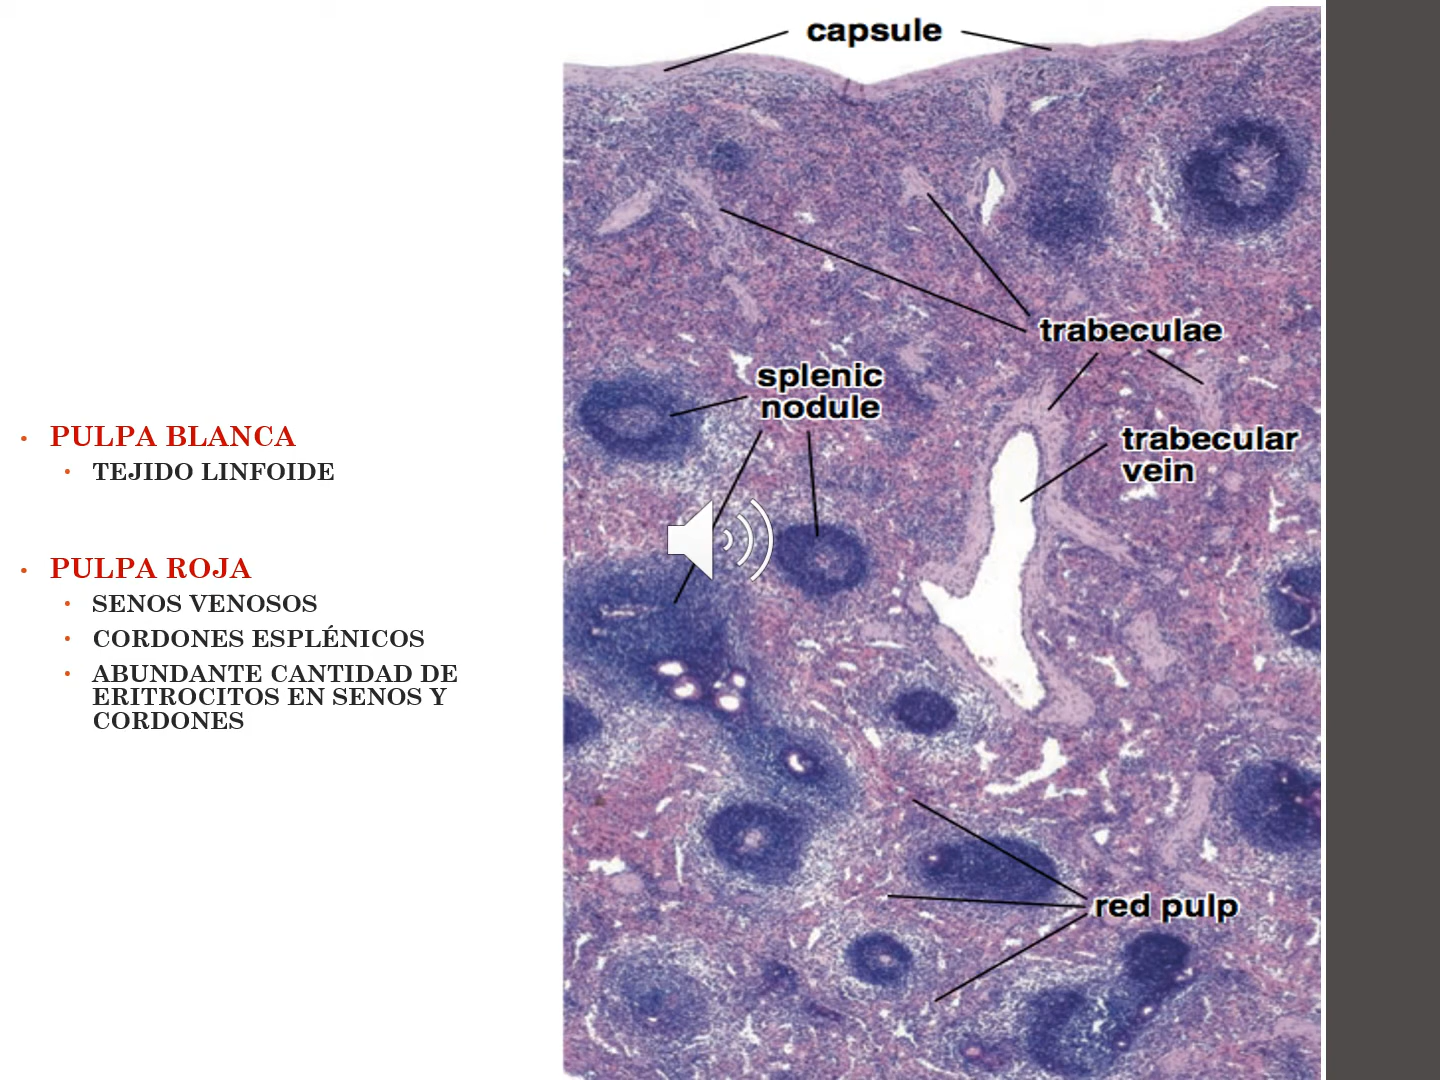 PULPA BLANCA
TEJIDO LINFOIDE
PULPA ROJA
SENOS VENOSOS
CORDONES ESPLÉNICOS
ABUNDANTE CANTIDAD DE
ERITROCITOS EN SENOS Y
CORDONES
capsule
trabeculae
splenic
nodule
trabecular
vein
red pulp